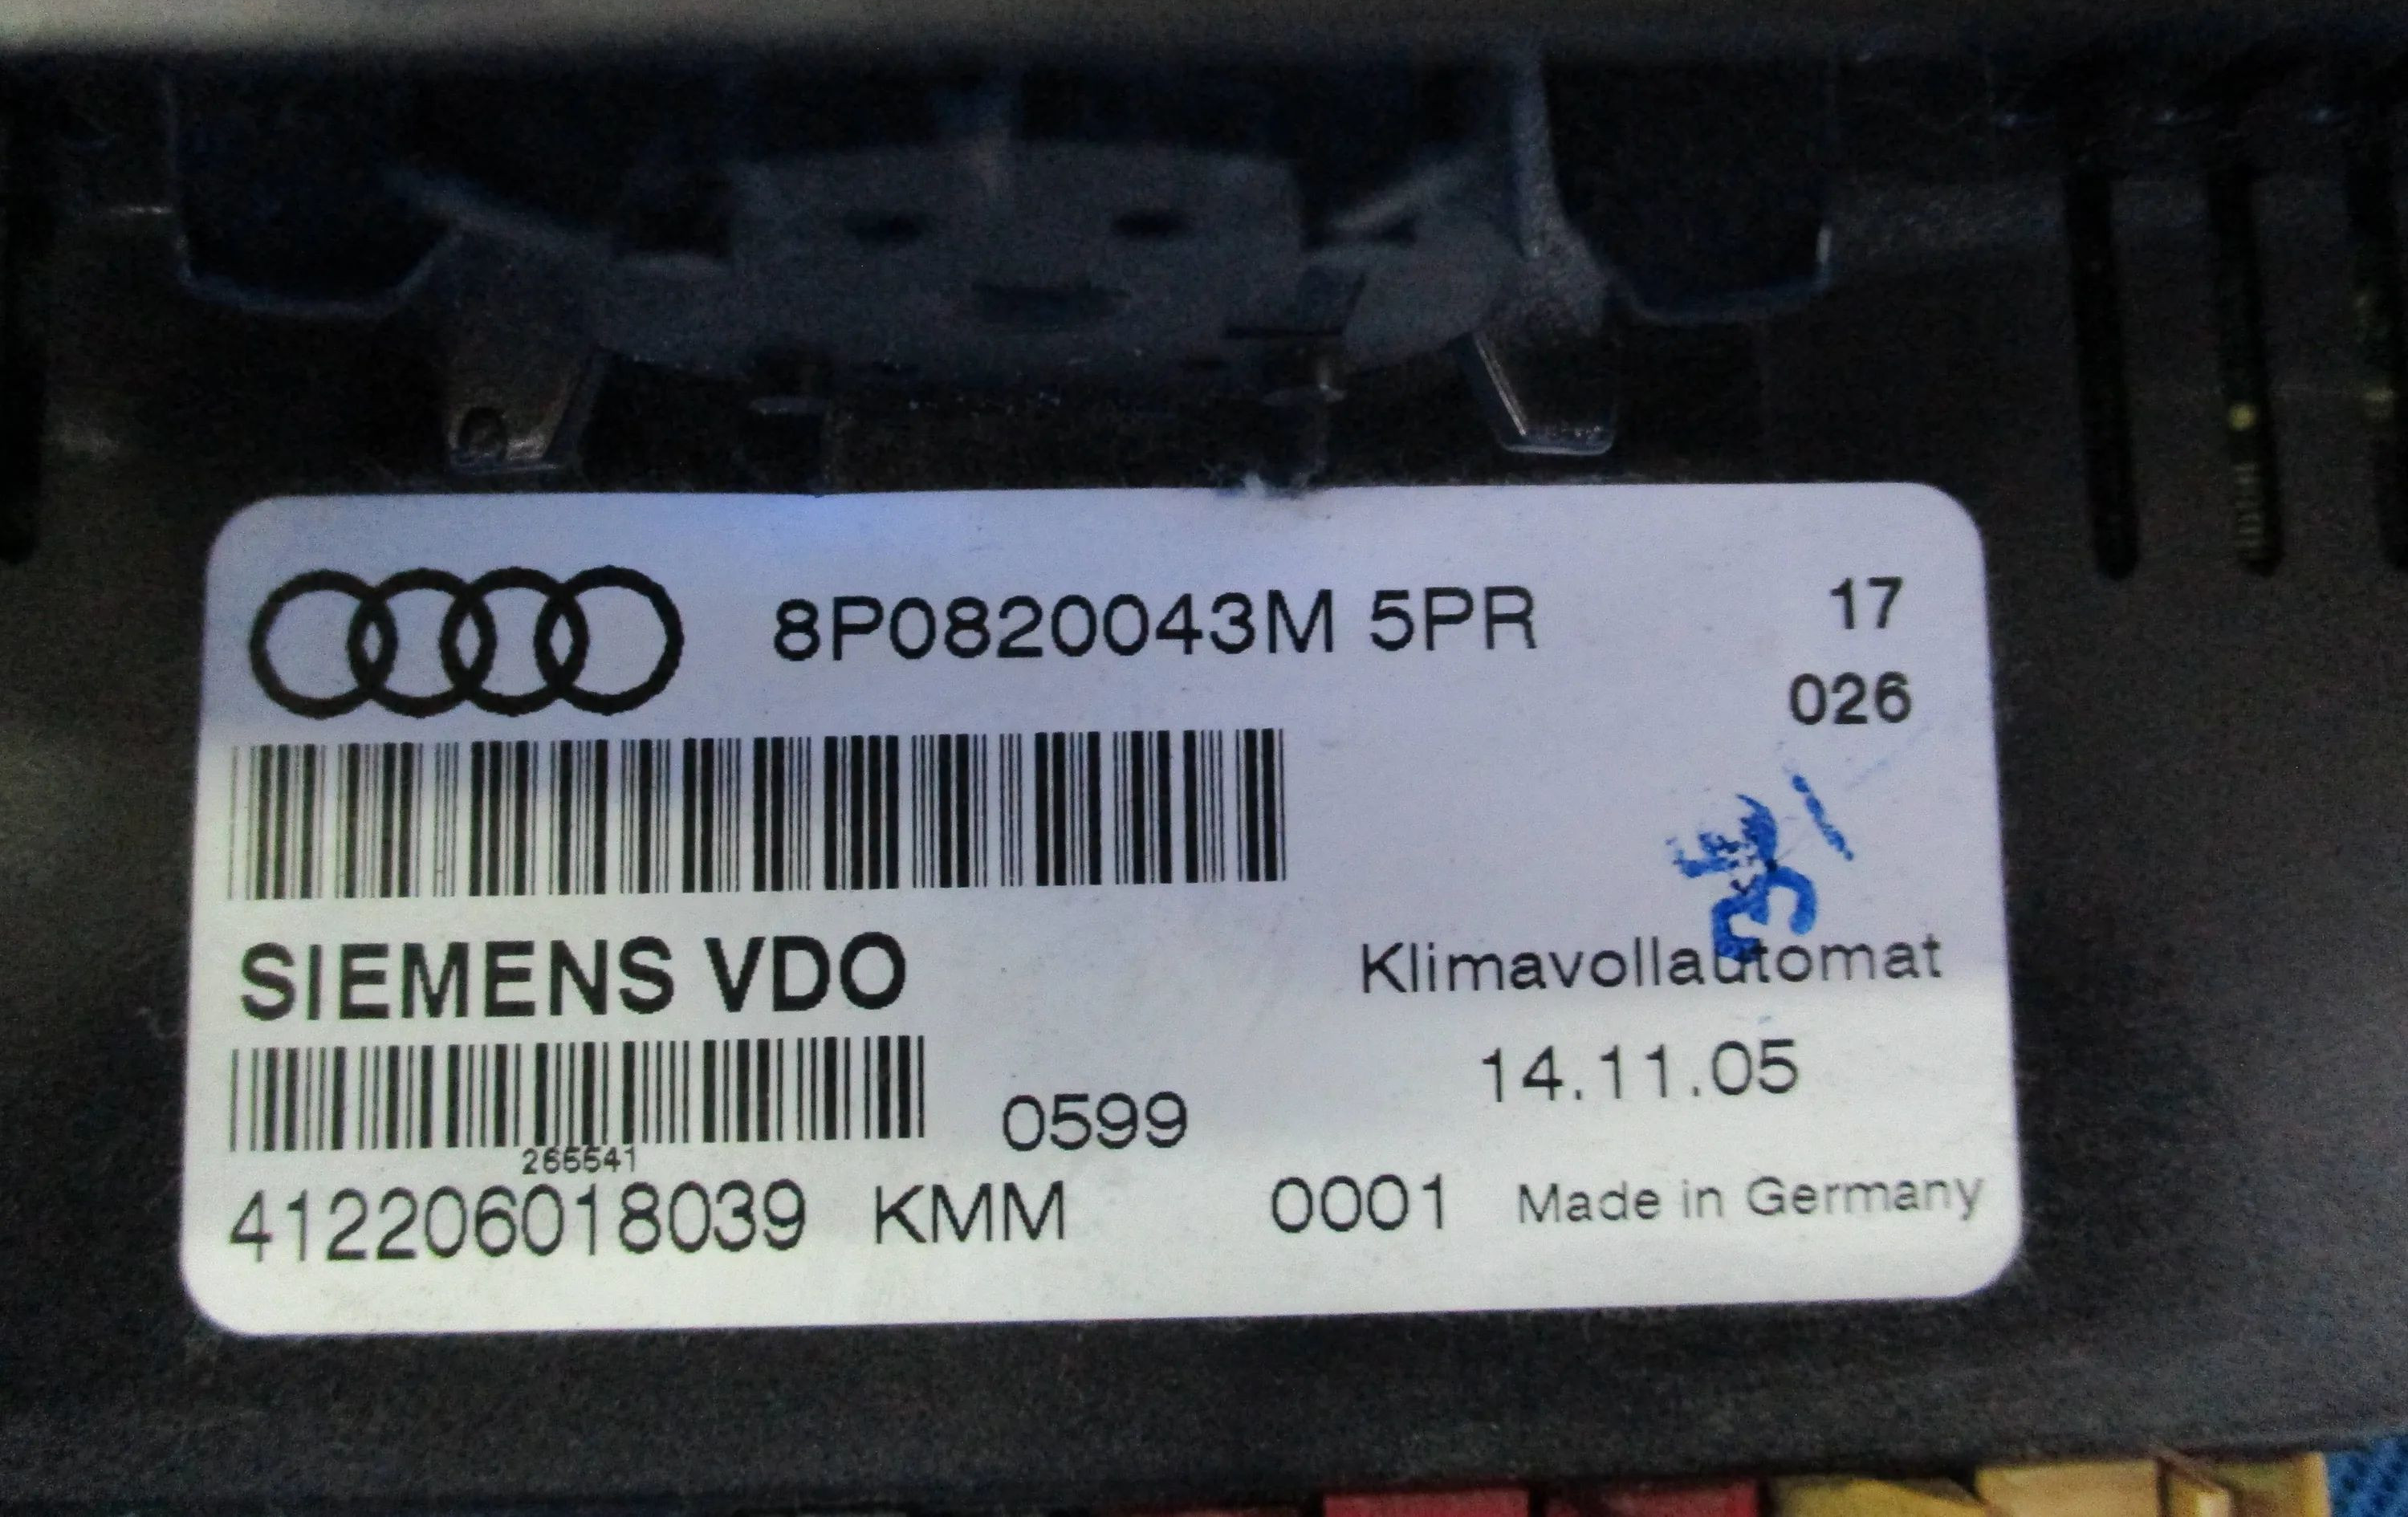 8P0820043M 5PR
17
026
SIEMENS VDO
Klimavollautomat
14.11.05
0599
265541
412206018039 KMM 0001 Made in Germany